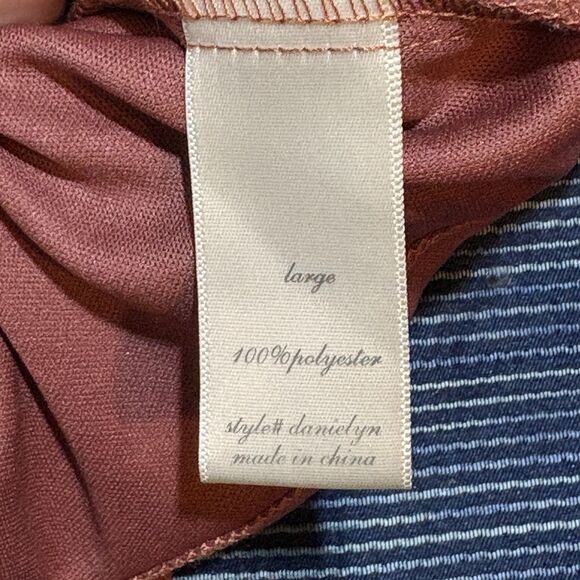 large
100%polyester
style# danielyn
made in china